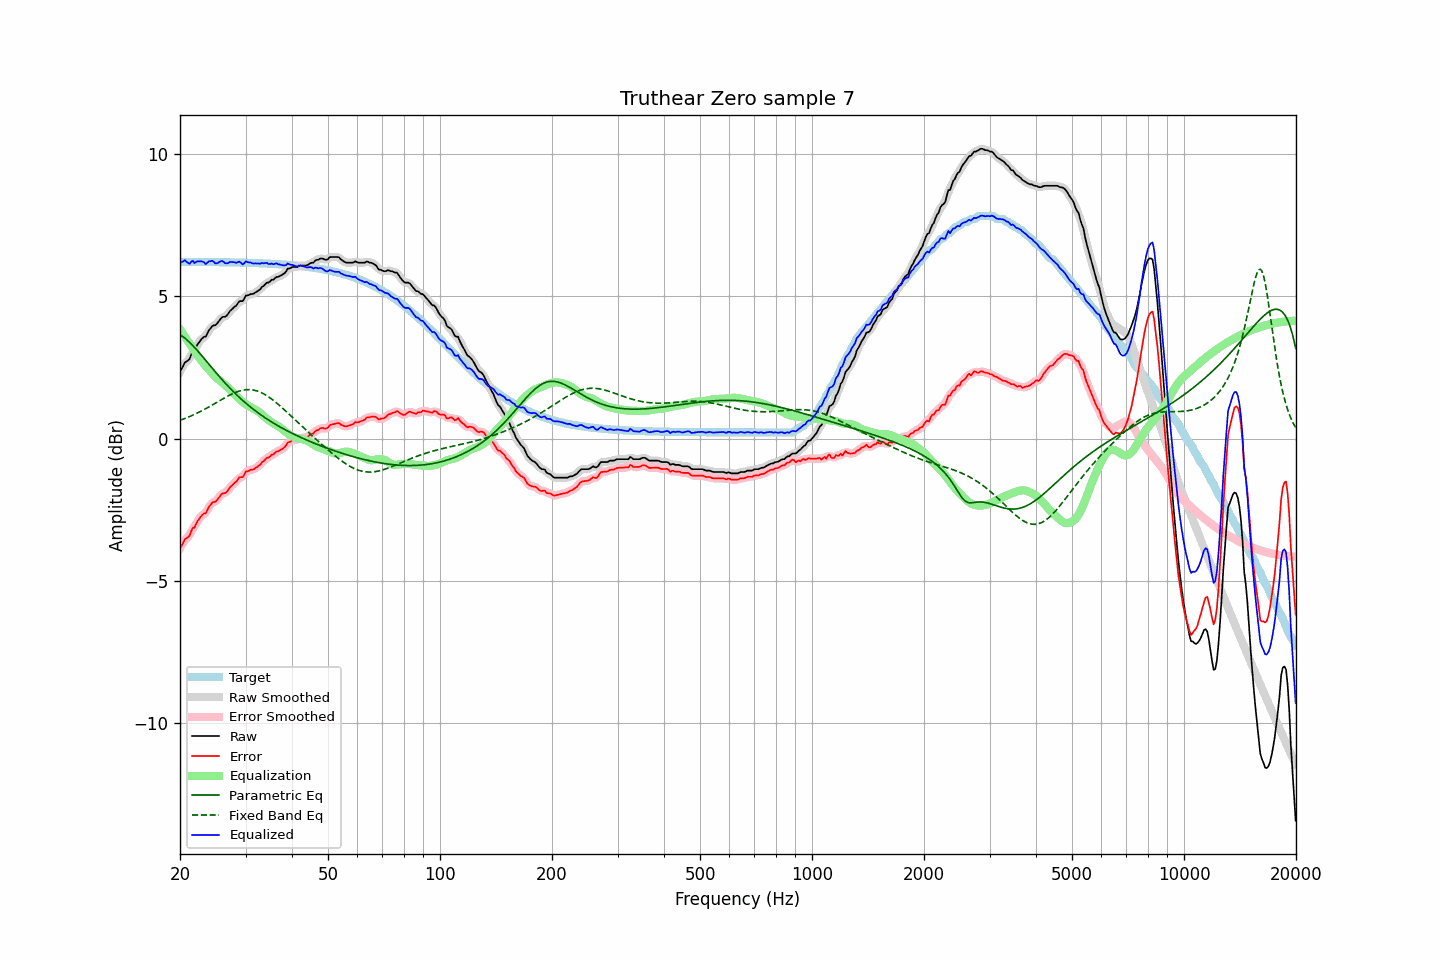 Truthear Zero sample 7
Amplitude (dBr)
10
5
0
−5
−10
Target
Raw Smoothed
Error Smoothed
Raw
Error
Equalization
Parametric Eq
Fixed Band Eq
Equalized
20 50 100 200 500 1000 2000 5000 10000 20000
Frequency (Hz)